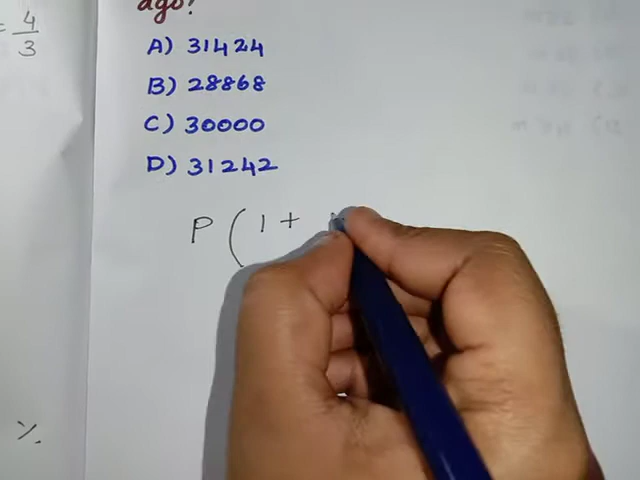 = 4/3
ago?
A) 31424
B) 28868
C) 30000
D) 31242
P ( 1 +
%